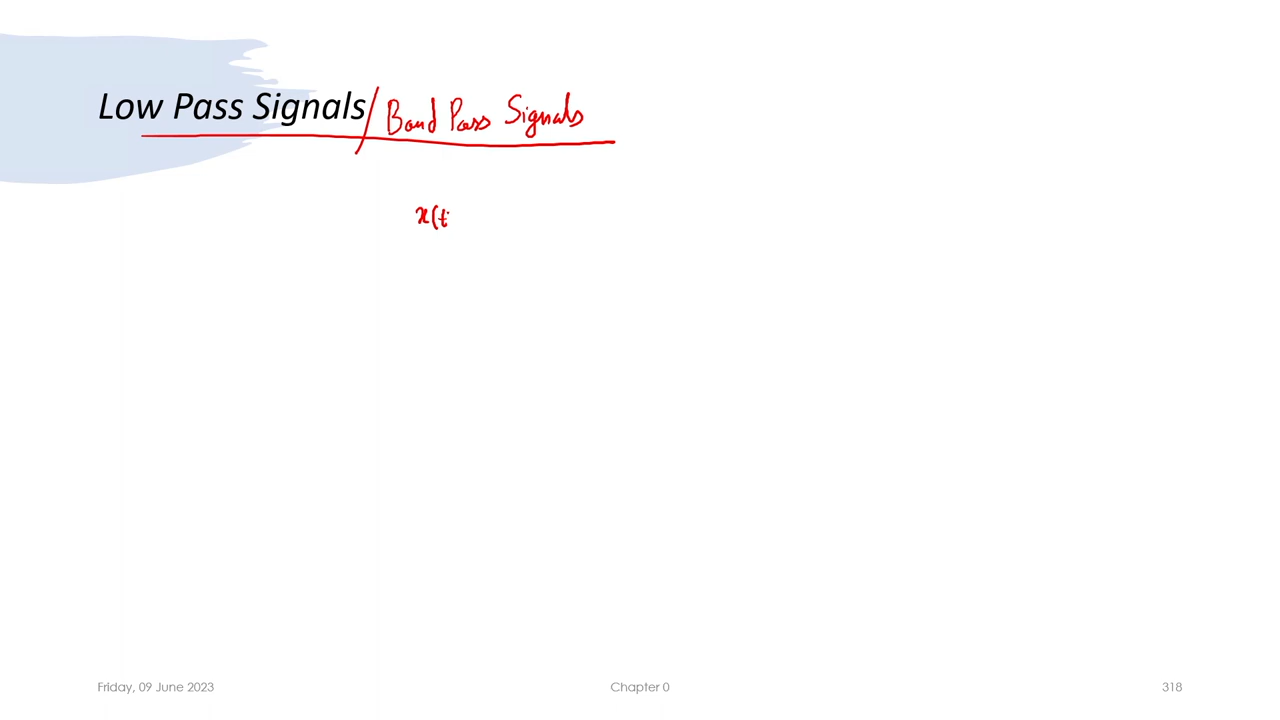 Low Pass Signals/ Band Pass Signals
x(t
Friday, 09 June 2023 Chapter 0 318